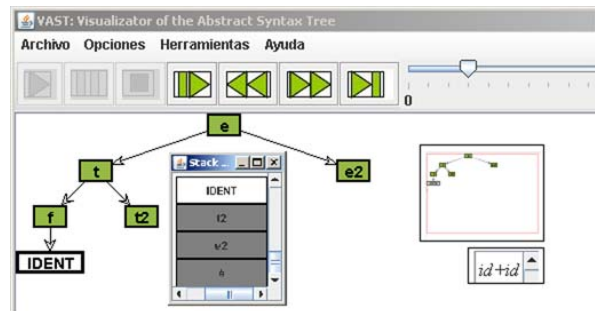 VAST: Visualizator of the Abstract Syntax Tree
Archivo Opciones Herramientas Ayuda
0
e
t
e2
f
t2
IDENT
Stack ...
IDENT
t2
e2
id+id